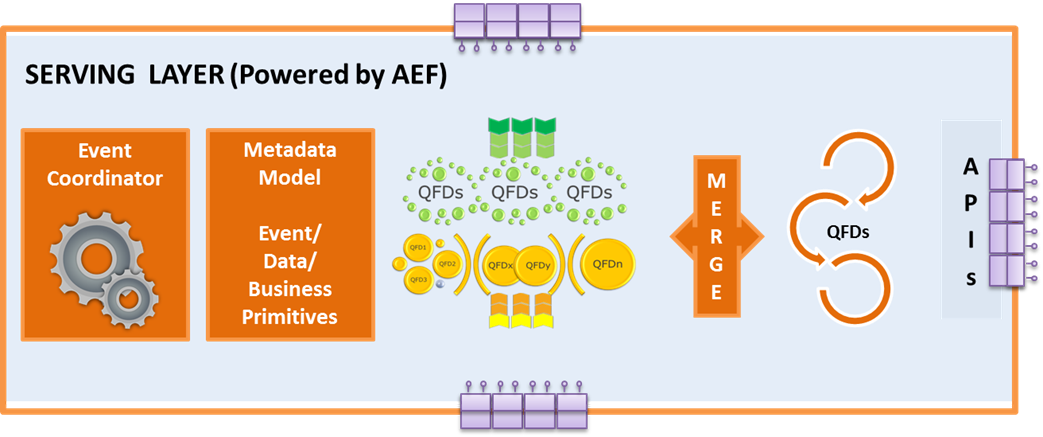 SERVING LAYER (Powered by AEF)
Event
Coordinator
Metadada
Model
Event/
Data/
Business
Primitives
QFDs
QFDs
QFDs
QFD1
QFD2
QFD3
QFDx
QFDy
QFDn
M
E
R
G
E
QFDs
A
P
I
s